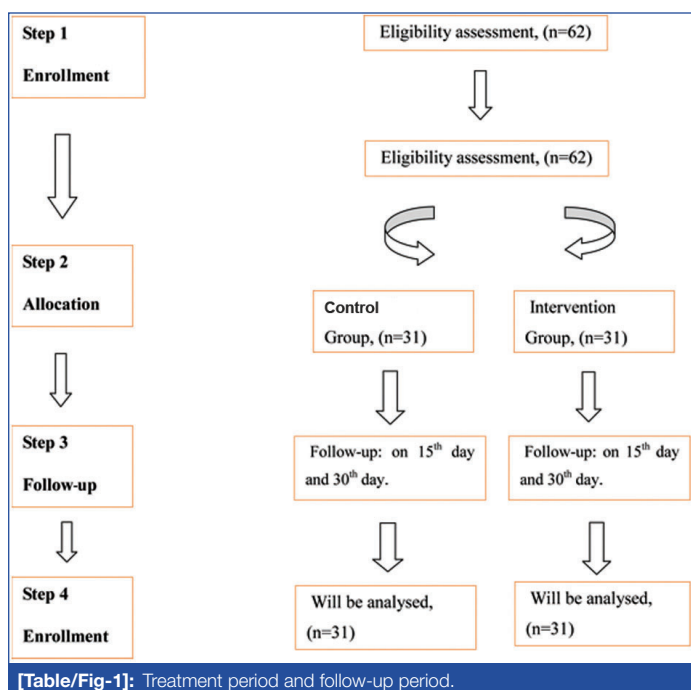 Step 1
Enrollment
Eligibility assessment, (n=62)
Eligibility assessment, (n=62)
Step 2
Allocation
Control
Group, (n=31)
Intervention
Group, (n=31)
Step 3
Follow-up
Follow-up: on 15th day
and 30th day.
Follow-up: on 15th day
and 30th day.
Step 4
Enrollment
Will be analysed,
(n=31)
Will be analysed,
(n=31)
[Table/Fig-1]: Treatment period and follow-up period.